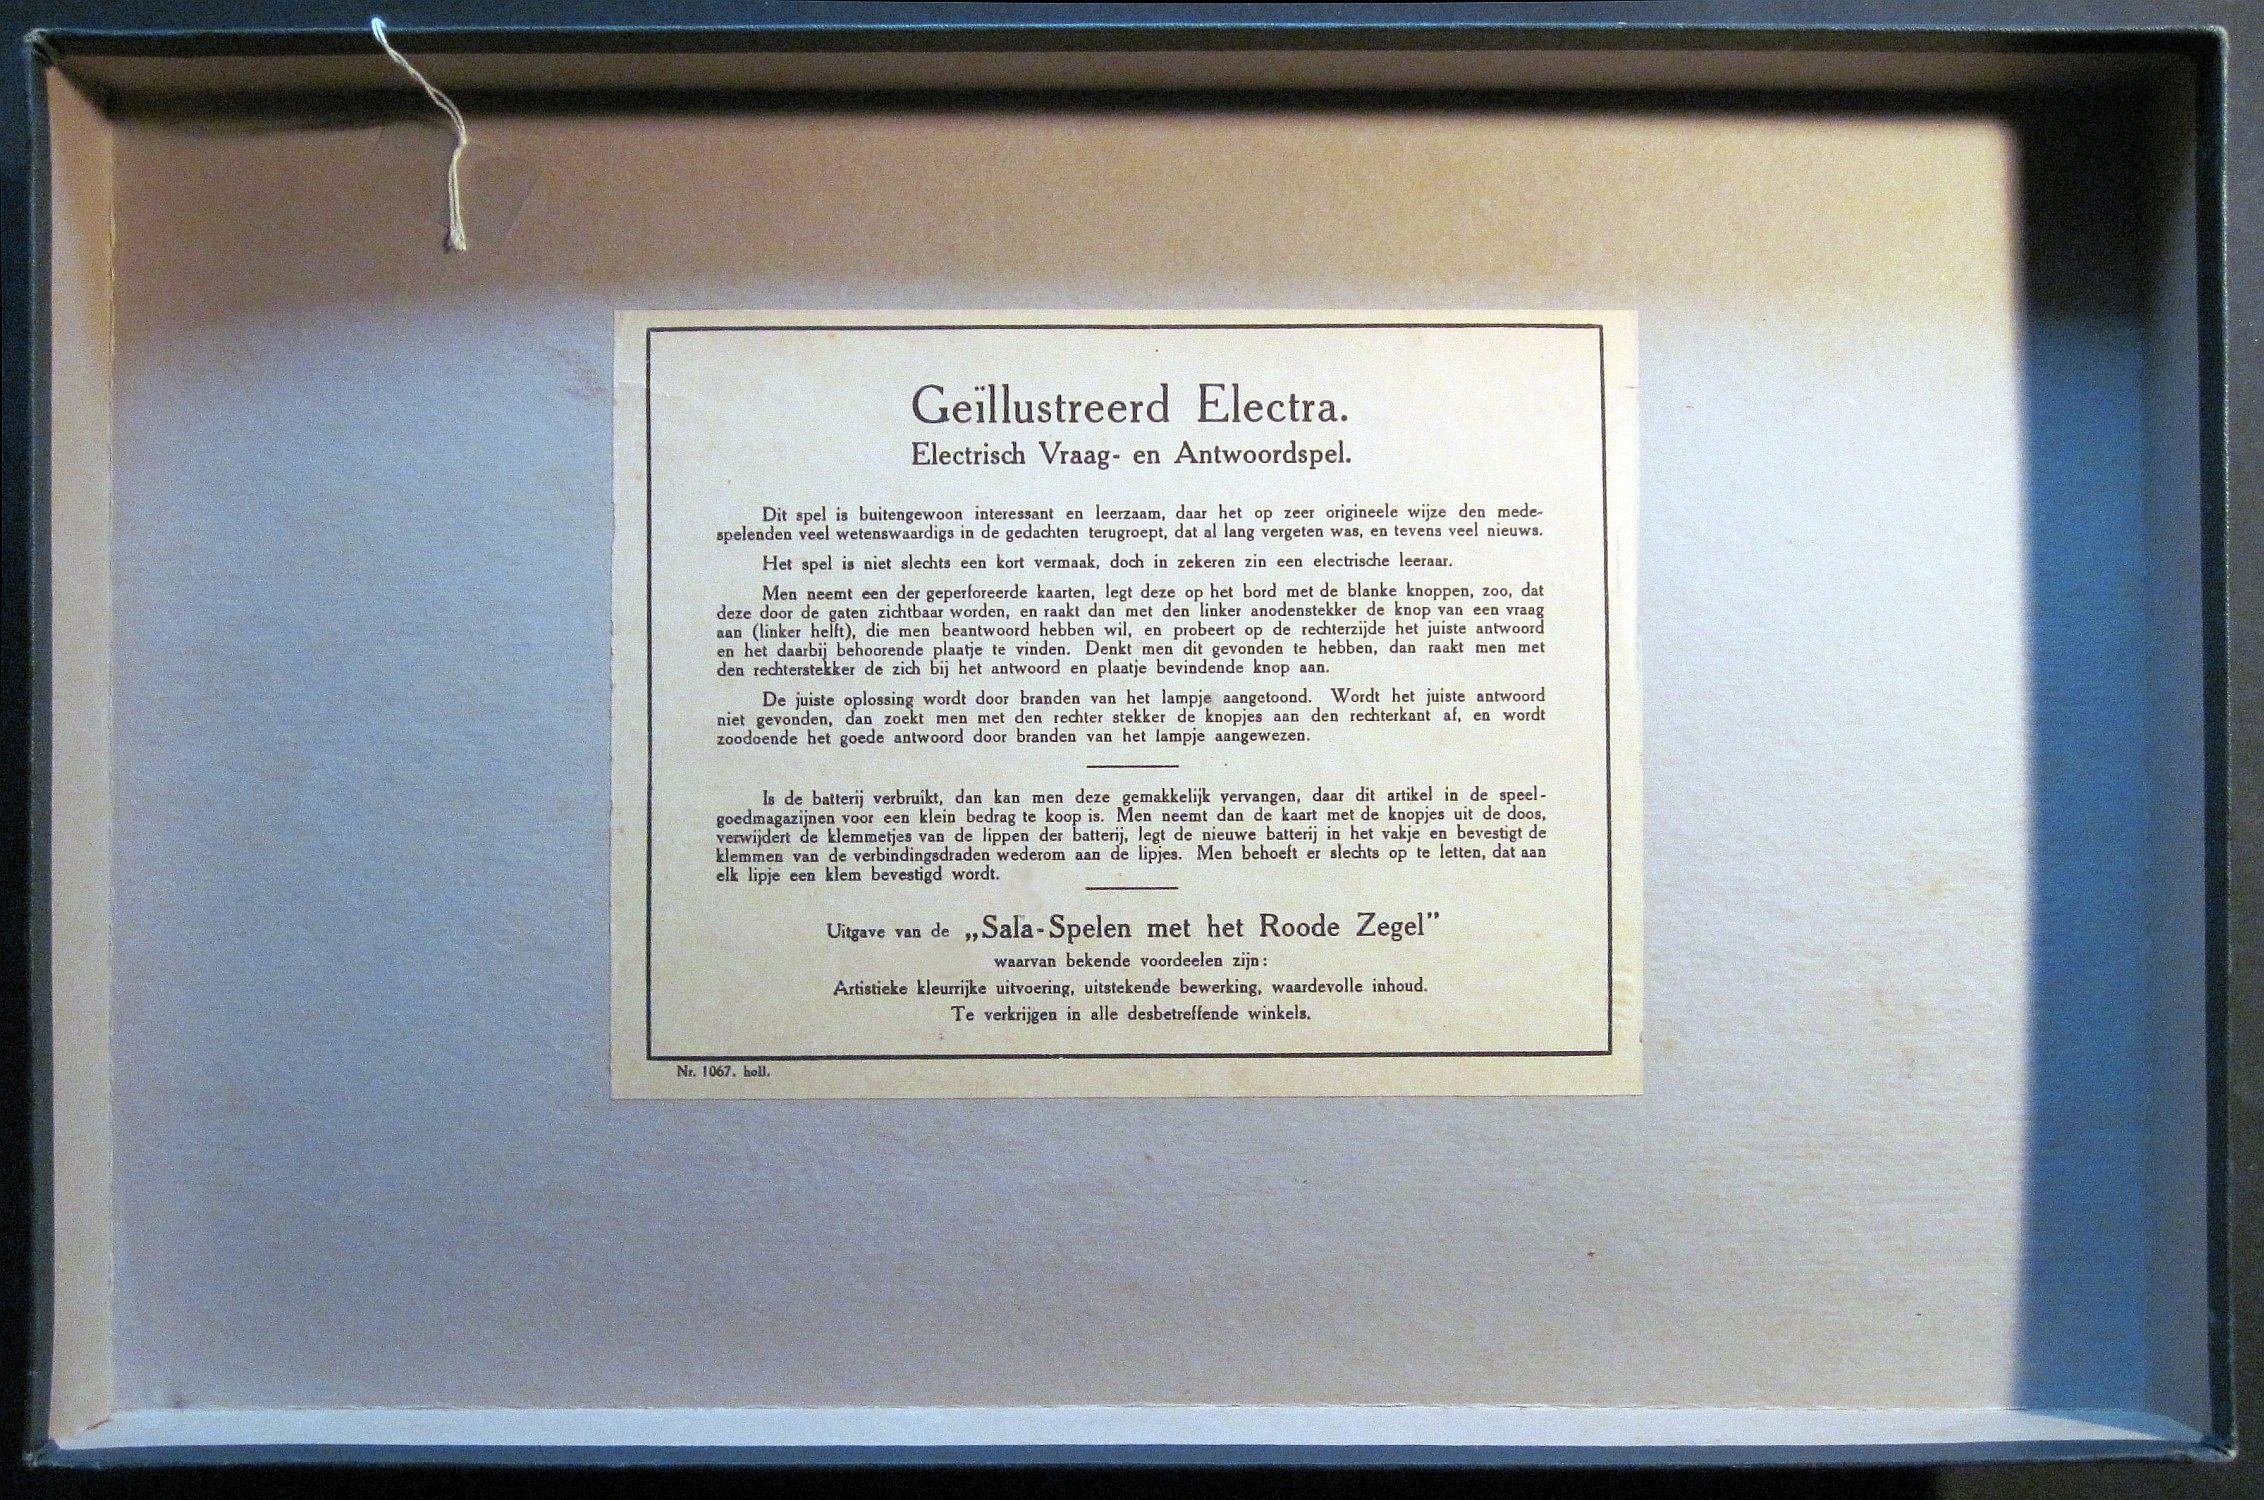 Geïllustreerd Electra.
Electrisch Vraag- en Antwoordspel.
Dit spel is buitengewoon interessant en leerzaam, daar het op zeer origineele wijze den mede-
spelenden veel wetenswaardigs in de gedachten terugroept, dat al lang vergeten was, en tevens veel nieuws.
Het spel is niet slechts een kort vermaak, doch in zekeren zin een electrische leeraar.
Men neemt een der geperforeerde kaarten, legt deze op het bord met de blanke knoppen, zoo, dat
deze door de gaten zichtbaar worden, en raakt dan met den linker anodenstekker de knop van een vraag
aan (linker helft), die men beantwoord hebben wil, en probeert op de rechterzijde het juiste antwoord
en het daarbij behoorende plaatje te vinden. Denkt men dit gevonden te hebben, dan raakt men met
den rechterstekker de zich bij het antwoord en plaatje bevindende knop aan.
De juiste oplossing wordt door branden van het lampje aangetoond. Wordt het juiste antwoord
niet gevonden, dan zoekt men met den rechter stekker de knopjes aan den rechterkant af, en wordt
zoodoende het goede antwoord door branden van het lampje aangewezen.
Is de batterij verbruikt, dan kan men deze gemakkelijk vervangen, daar dit artikel in de speel-
goedmagazijnen voor een klein bedrag te koop is. Men neemt dan de kaart met de knopjes uit de doos,
verwijdert de klemmetjes van de lippen der batterij, legt de nieuwe batterij in het vakje en bevestigt de
klemmen van de verbindingsdraden wederom aan de lipjes. Men behoeft er slechts op te letten, dat aan
elk lipje een klem bevestigd wordt.
Uitgave van de „Sala-Spelen met het Roode Zegel”
waarvan bekende voordeelen zijn:
Artistieke kleurrijke uitvoering, uitstekende bewerking, waardevolle inhoud.
Te verkrijgen in alle desbetreffende winkels.
Nr. 1067. holl.